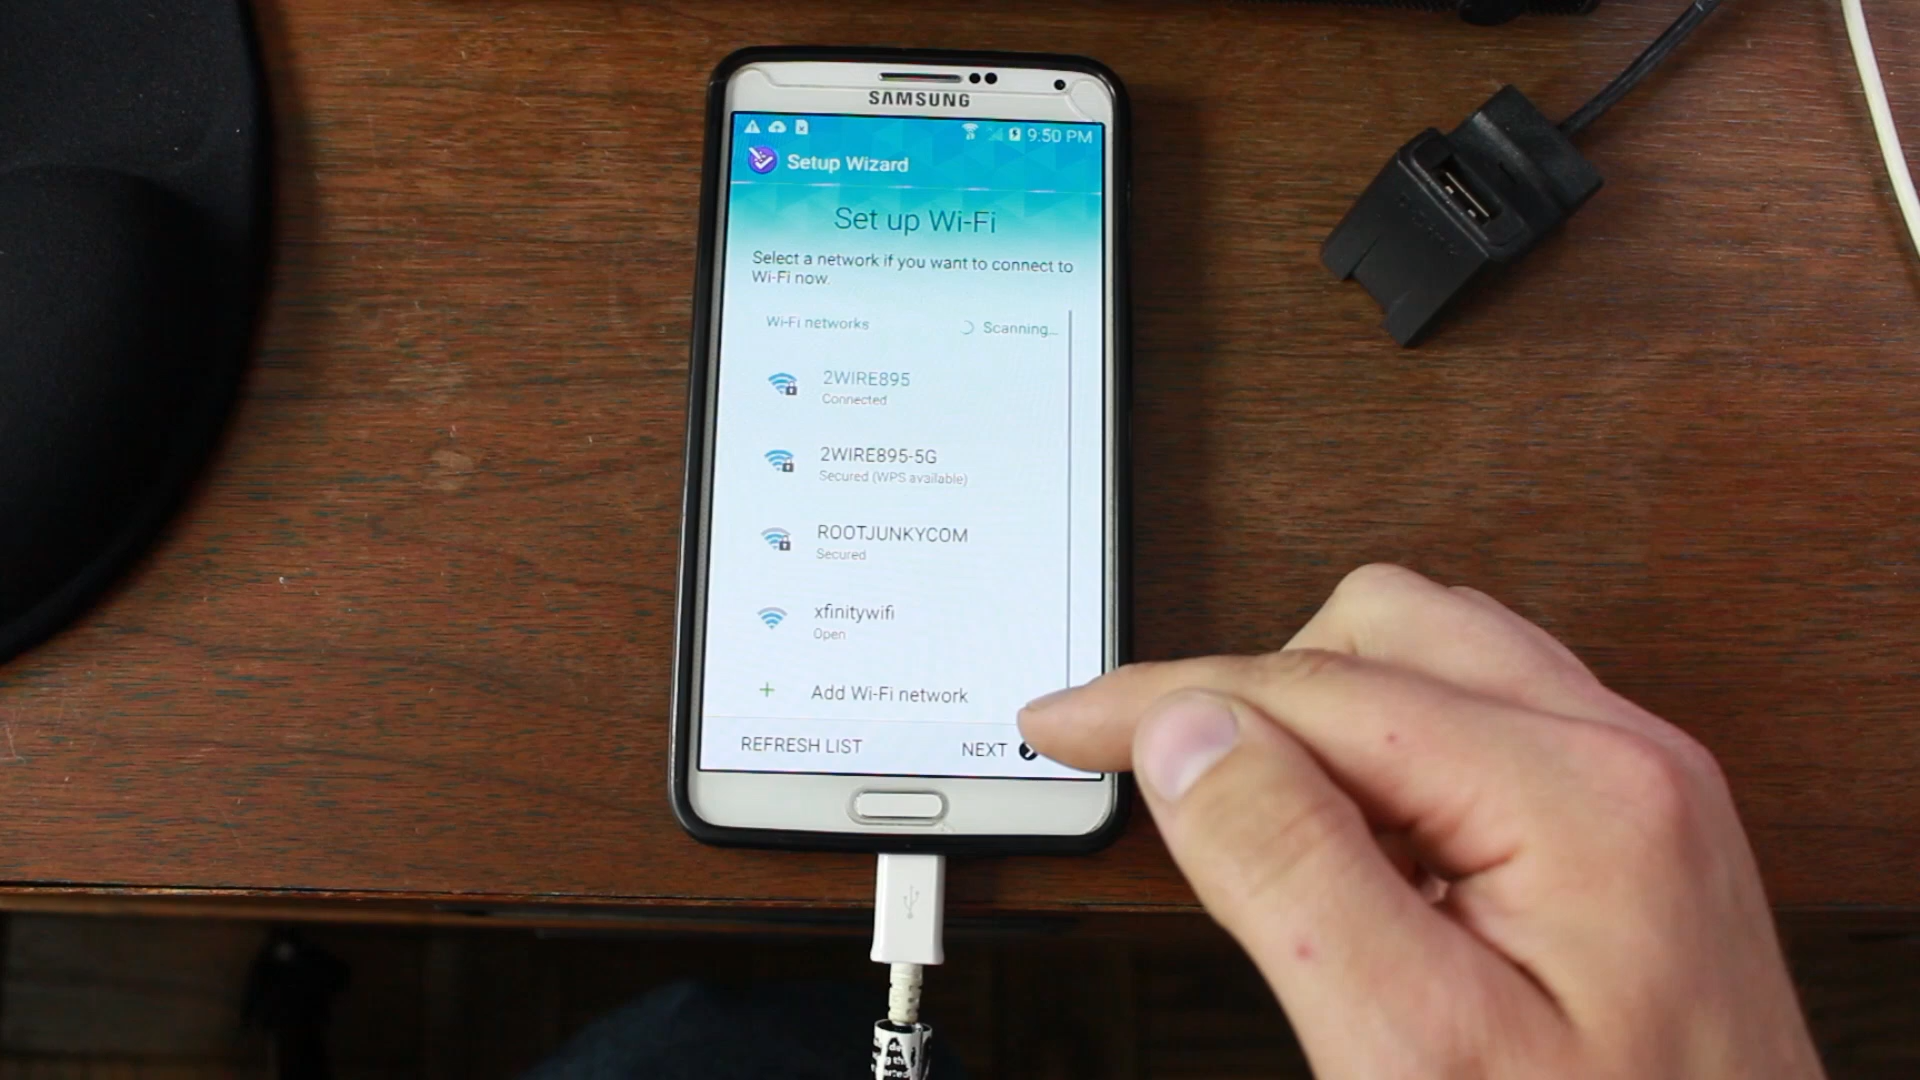 SAMSUNG
9:50 PM
Setup Wizard
Set up Wi-Fi
Select a network if you want to connect to
Wi-Fi now.
Wi-Fi networks
Scanning...
2WIRE895
Connected
2WIRE895-5G
Secured (WPS available)
ROOTJUNKYCOM
Secured
xfinitywifi
Open
+ Add Wi-Fi network
REFRESH LIST
NEXT